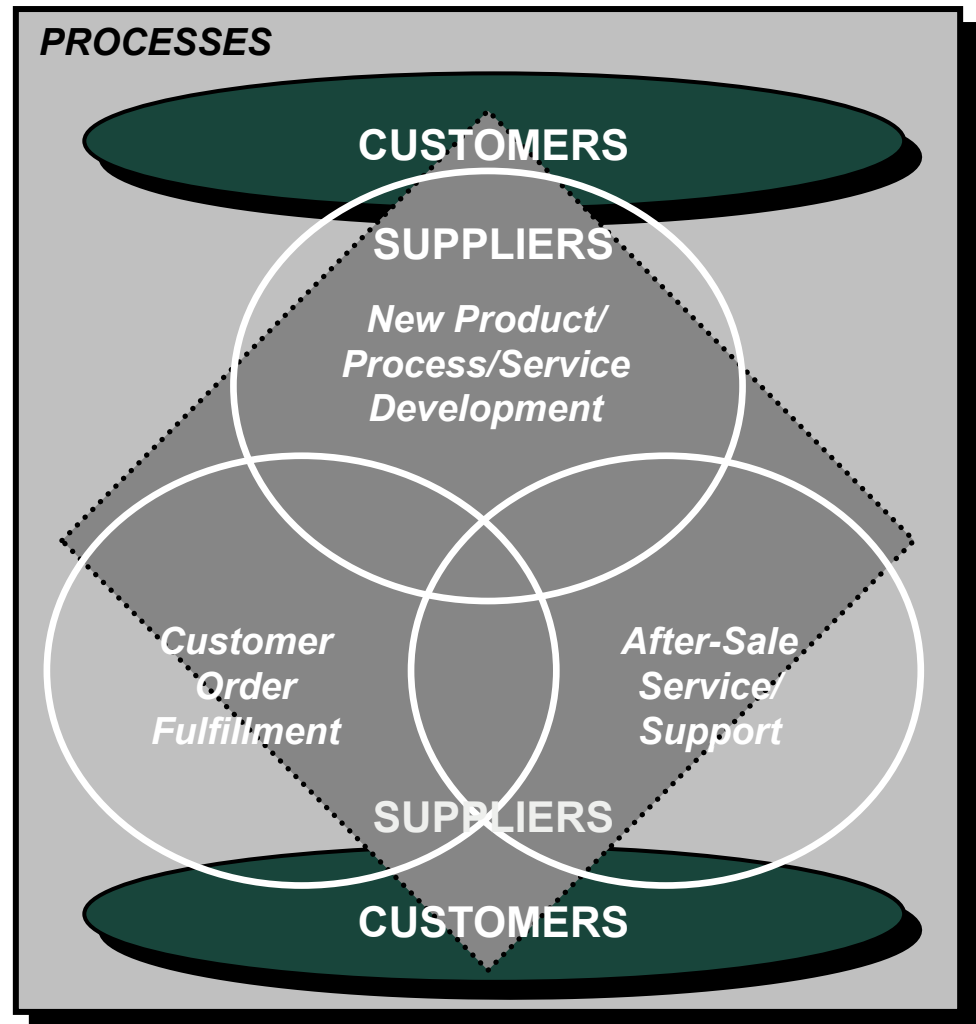 PROCESSES
CUSTOMERS
SUPPLIERS
New Product/
Process/Service
Development
Customer
Order
Fulfillment
After-Sale
Service/
Support
SUPPLIERS
CUSTOMERS